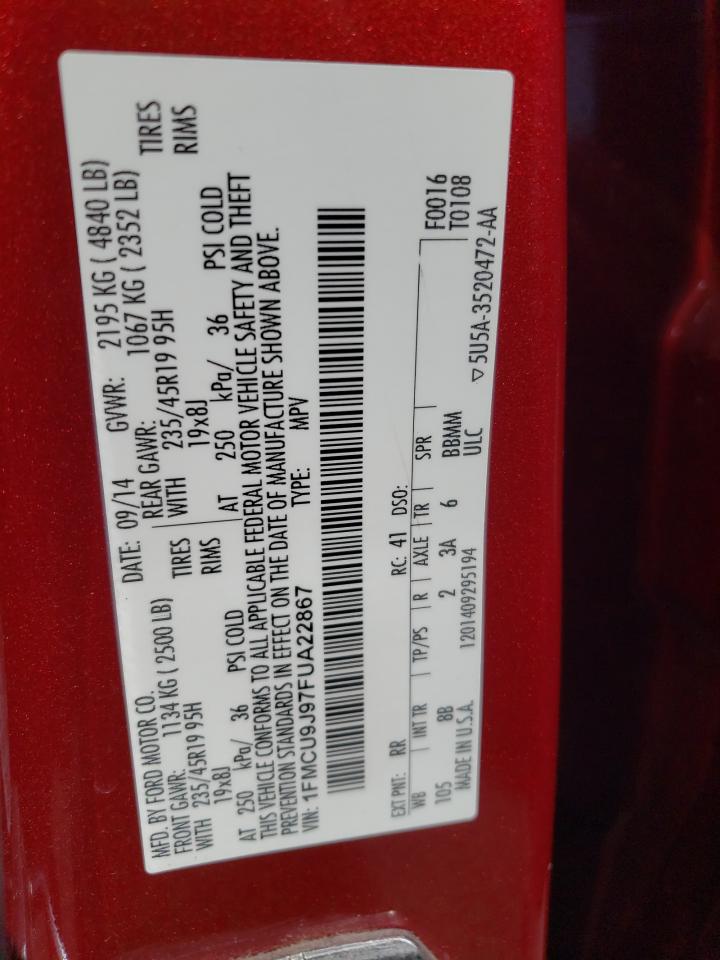 MFD. BY FORD MOTOR CO. DATE: 09/14 GVWR: 2195 KG ( 4840 LB)
FRONT GAWR: 1134 KG ( 2500 LB) REAR GAWR: 1067 KG ( 2352 LB)
WITH 235/45R19 95H TIRES WITH 235/45R19 95H TIRES
19x8J RIMS 19x8J RIMS
AT 250 kPa/ 36 PSI COLD AT 250 kPa/ 36 PSI COLD
THIS VEHICLE CONFORMS TO ALL APPLICABLE FEDERAL MOTOR VEHICLE SAFETY AND THEFT
PREVENTION STANDARDS IN EFFECT ON THE DATE OF MANUFACTURE SHOWN ABOVE.
VIN: 1FMCU9J97FUA22867 TYPE: MPV
EXT PNT: RR RC: 41 DSO:
WB INT TR TP/PS R AXLE TR SPR F0016
105 8B 2 3A 6 BBMM T0108
MADE IN U.S.A. 1201409295194 ULC ▽5U5A-3520472-AA